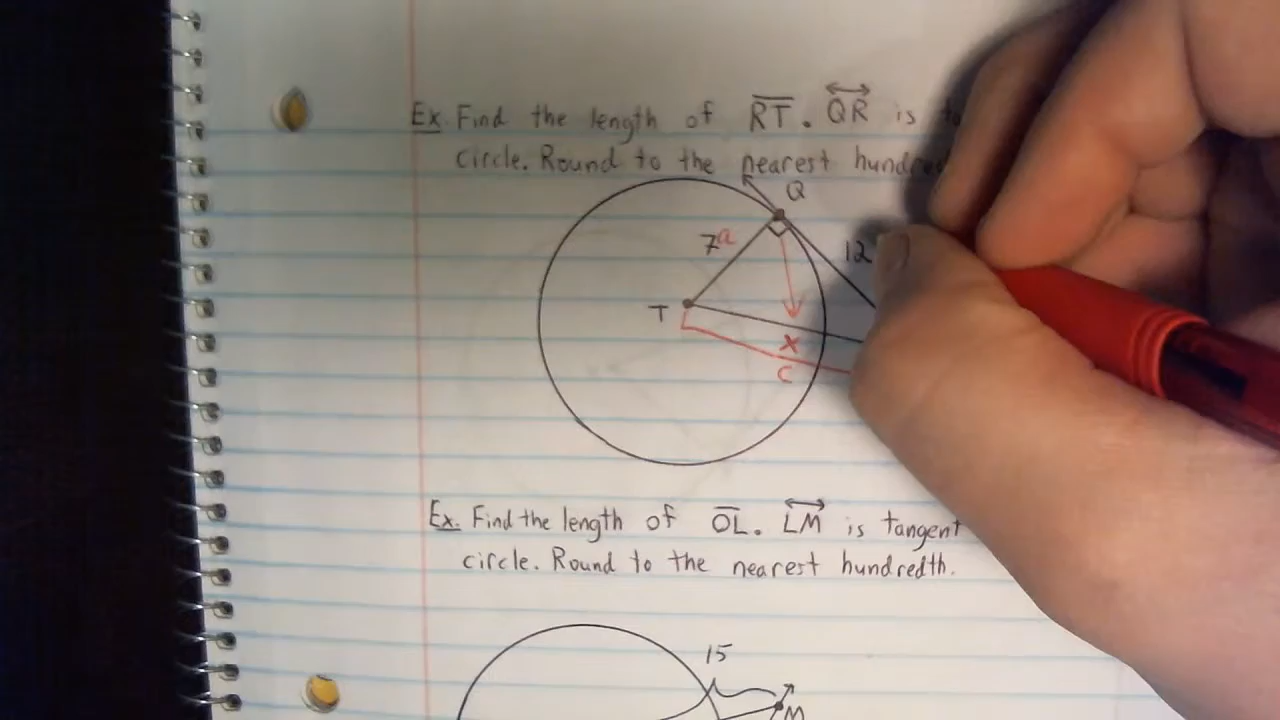 Ex. Find the length of RT. QR is
circle. Round to the nearest
Q
7 a
12
T
x
c
Ex. Find the length of OL. LM is tangent
circle. Round to the nearest hundredth.
15
M